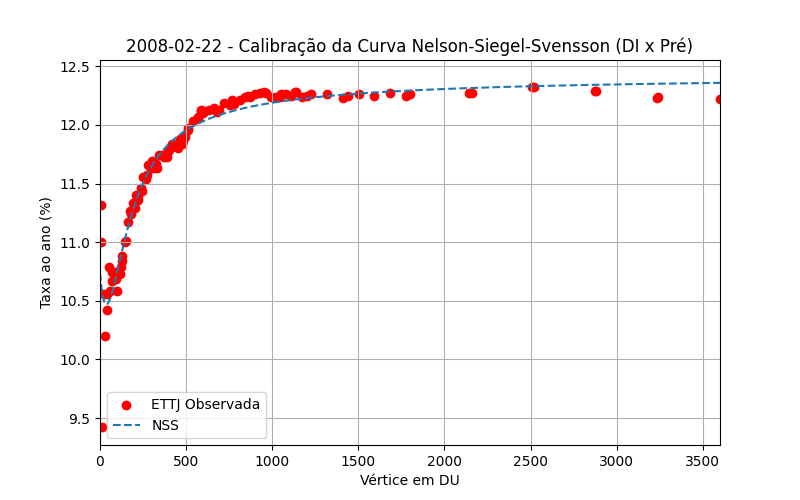 2008-02-22 - Calibração da Curva Nelson-Siegel-Svensson (DI x Pré)
Taxa ao ano (%)
12.5
12.0
11.5
11.0
10.5
10.0
9.5
ETTJ Observada
NSS
0 500 1000 1500 2000 2500 3000 3500
Vértice em DU